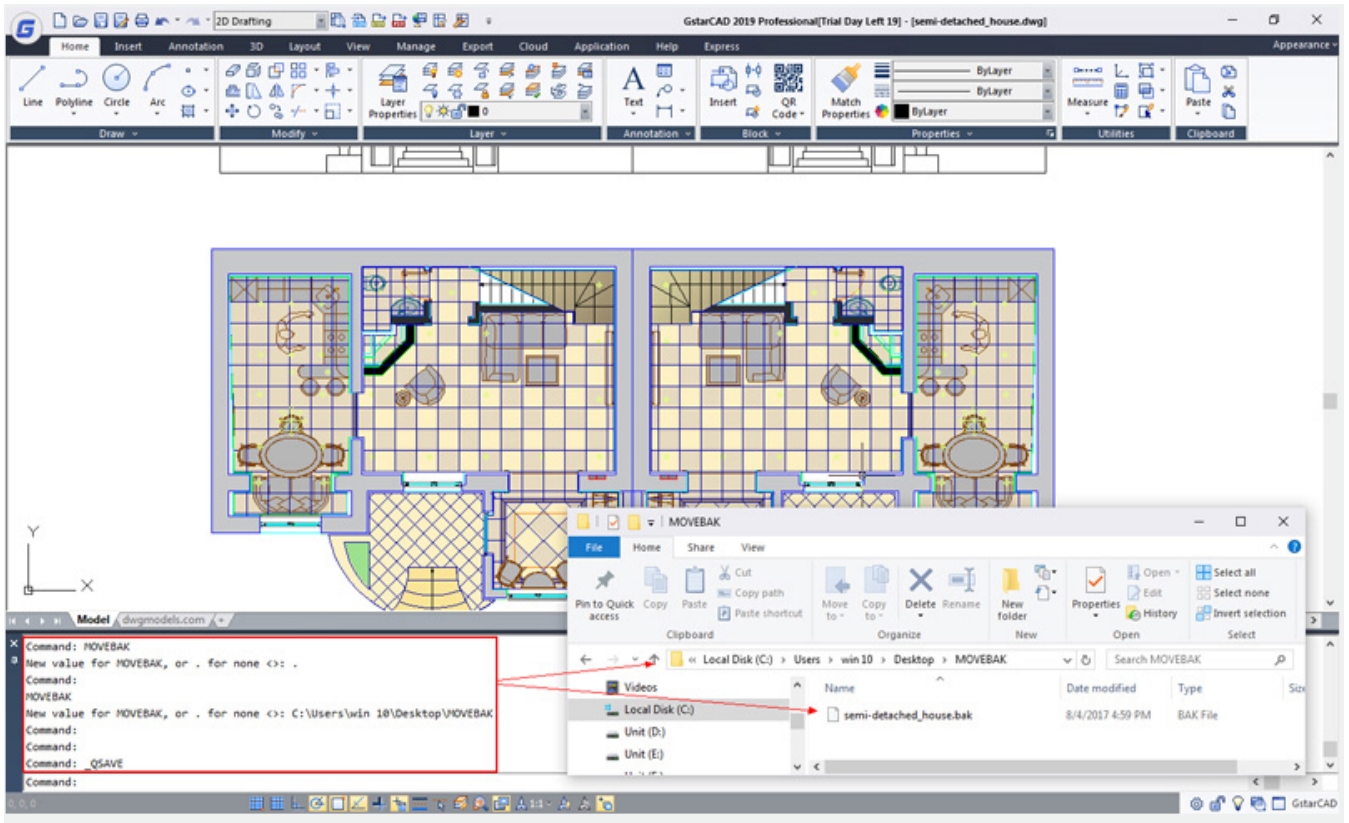 2D Drafting
GstarCAD 2019 Professional[Trial Day Left 19] - [semi-detached_house.dwg]
Home Insert Annotation 3D Layout View Manage Export Cloud Application Help Express Appearance
Line Polyline Circle Arc
Layer Properties 0
Text Insert QR Code
Match Properties ByLayer
ByLayer
ByLayer
Measure Paste
Draw Modify Layer Annotation Block Properties Utilities Clipboard
Y
X
Model dwgmodels.com +
Command: MOVEBAK
New value for MOVEBAK, or . for none <>: .
Command:
MOVEBAK
New value for MOVEBAK, or . for none <>: C:\Users\win 10\Desktop\MOVEBAK
Command:
Command:
Command: _QSAVE
Command:
MOVEBAK
File Home Share View
Pin to Quick access Copy Paste
Cut
Copy path
Paste shortcut
Move to Copy to Delete Rename
New folder
Properties
Open
Edit
History
Select all
Select none
Invert selection
Clipboard Organize New Open Select
« Local Disk (C:) > Users > win 10 > Desktop > MOVEBAK
Search MOVEBAK
Videos
Local Disk (C:)
Unit (D:)
Unit (E:)
Name Date modified Type
semi-detached_house.bak 8/4/2017 4:59 PM BAK File
0, 0, 0
1:1
GstarCAD